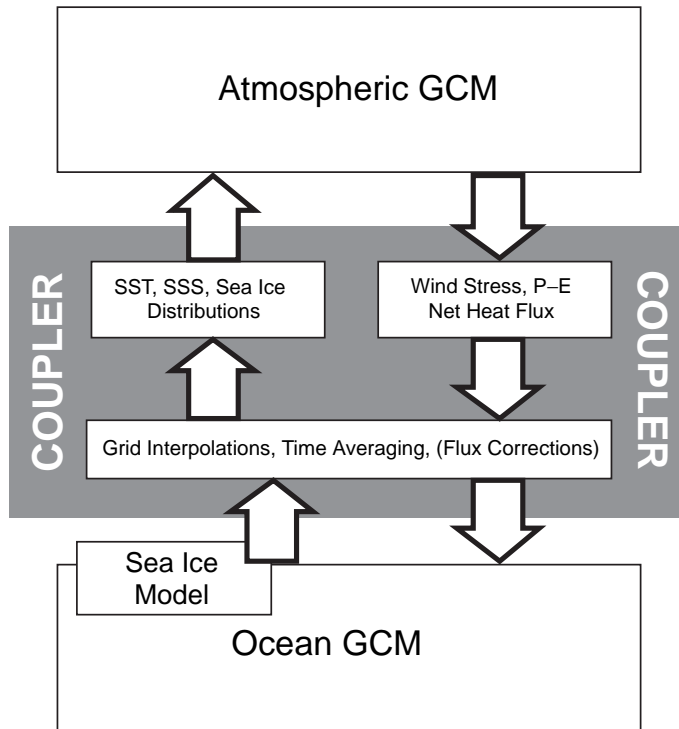 Atmospheric GCM
COUPLER
SST, SSS, Sea Ice
Distributions
Wind Stress, P–E
Net Heat Flux
COUPLER
Grid Interpolations, Time Averaging, (Flux Corrections)
Sea Ice
Model
Ocean GCM